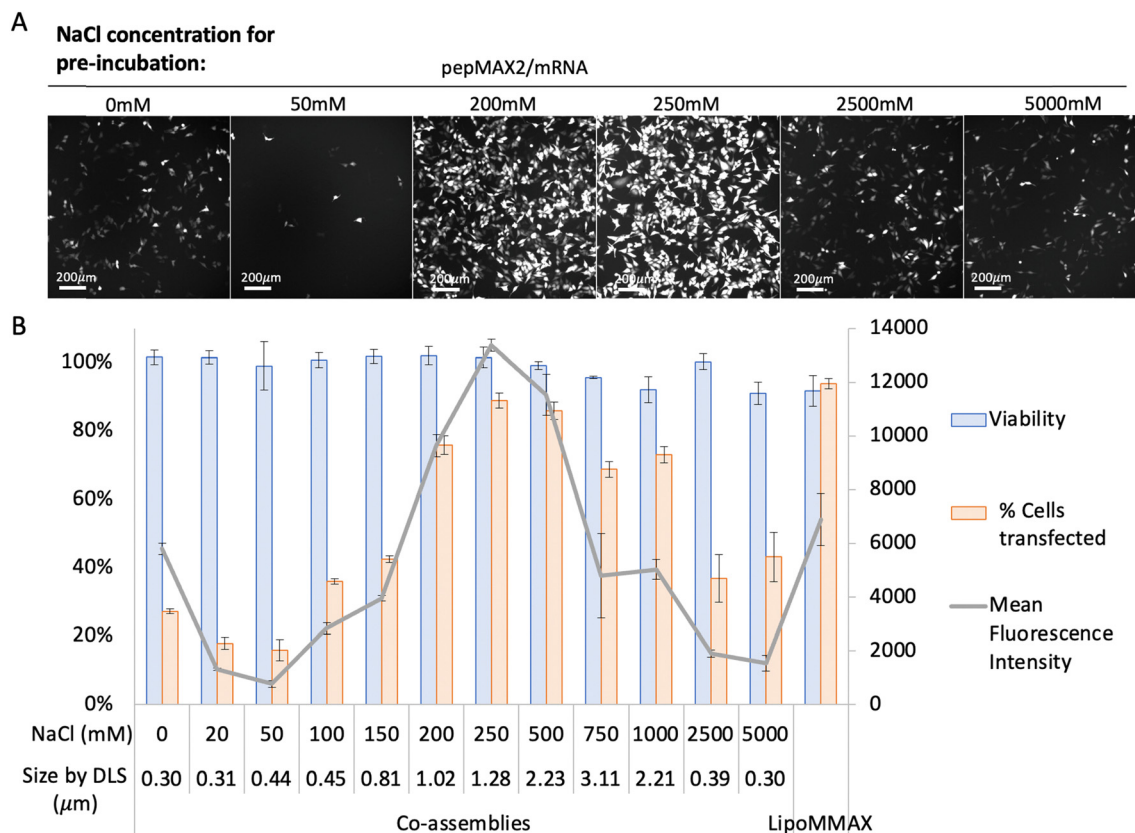 A
NaCl concentration for
pre-incubation:
pepMAX2/mRNA
0mM 50mM 200mM 250mM 2500mM 5000mM
200μm 200μm 200μm 200μm 200μm 200μm
B
100%
80%
60%
40%
20%
0%
14000
12000
10000
8000
6000
4000
2000
0
Viability
% Cells
transfected
Mean
Fluorescence
Intensity
NaCl (mM) 0 20 50 100 150 200 250 500 750 1000 2500 5000
Size by DLS 0.30 0.31 0.44 0.45 0.81 1.02 1.28 2.23 3.11 2.21 0.39 0.30
(μm)
Co-assemblies LipoMMAX